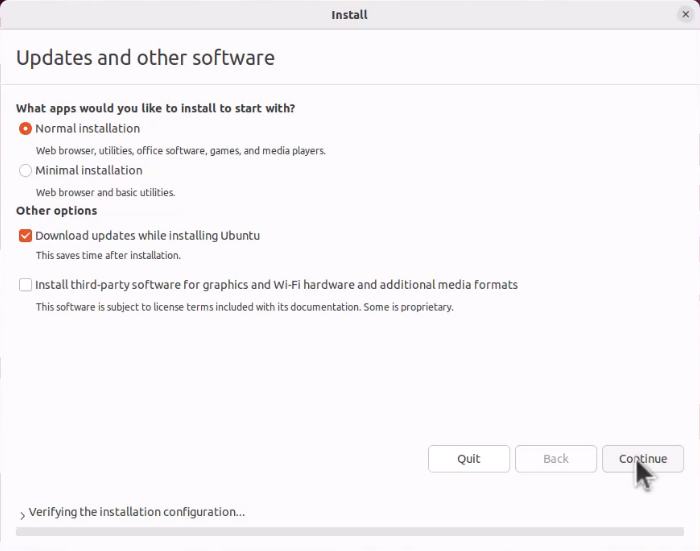 Install
Updates and other software
What apps would you like to install to start with?
Normal installation
Web browser, utilities, office software, games, and media players.
Minimal installation
Web browser and basic utilities.
Other options
Download updates while installing Ubuntu
This saves time after installation.
Install third-party software for graphics and Wi-Fi hardware and additional media formats
This software is subject to license terms included with its documentation. Some is proprietary.
Quit Back Continue
Verifying the installation configuration...